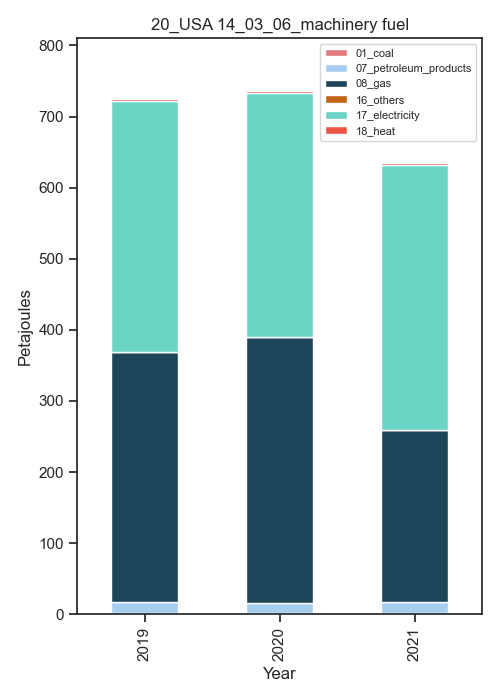 20_USA 14_03_06_machinery fuel
01_coal
07_petroleum_products
08_gas
16_others
17_electricity
18_heat
Petajoules
800
700
600
500
400
300
200
100
0
2019
2020
2021
Year